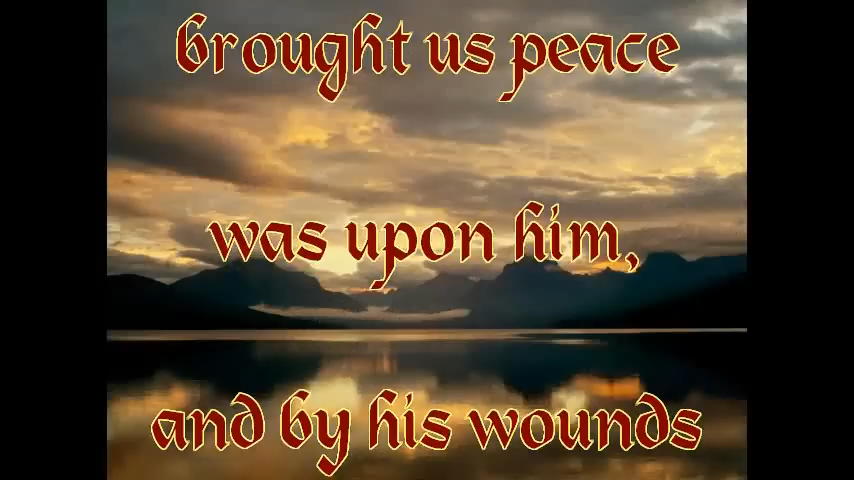 brought us peace
was upon him,
and by his wounds